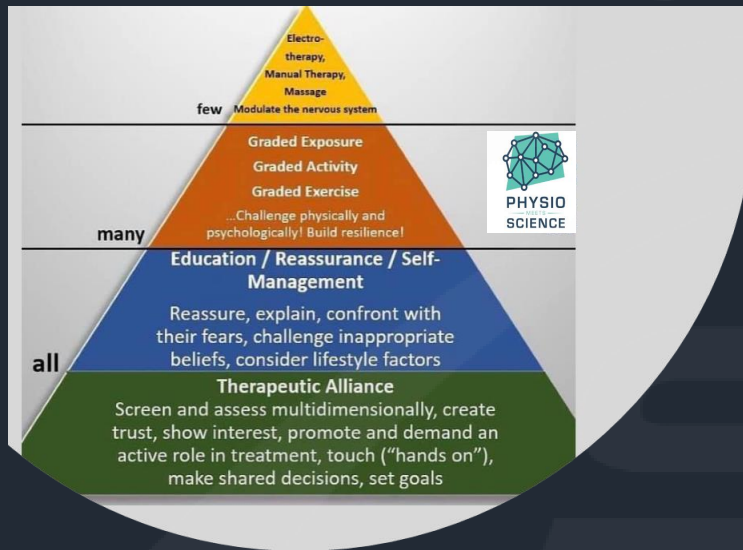 Electro-
therapy,
Manual Therapy,
Massage
few Modulate the nervous system
Graded Exposure
Graded Activity
Graded Exercise
...Challenge physically and
many psychologically! Build resilience!
PHYSIO
MEETS
SCIENCE
Education / Reassurance / Self-
Management
Reassure, explain, confront with
their fears, challenge inappropriate
all beliefs, consider lifestyle factors
Therapeutic Alliance
Screen and assess multidimensionally, create
trust, show interest, promote and demand an
active role in treatment, touch ("hands on"),
make shared decisions, set goals